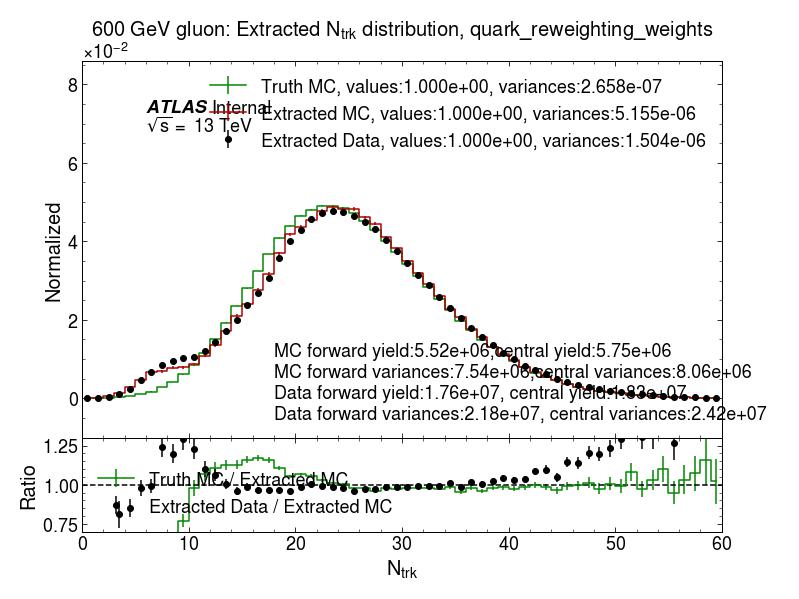 600 GeV gluon: Extracted N_trk distribution, quark_reweighting_weights
×10⁻²
Truth MC, values:1.000e+00, variances:2.658e-07
ATLAS Internal
Extracted MC, values:1.000e+00, variances:5.155e-06
√s = 13 TeV
Extracted Data, values:1.000e+00, variances:1.504e-06
8
6
4
2
0
Normalized
MC forward yield:5.52e+06,central yield:5.75e+06
MC forward variances:7.54e+06,central variances:8.06e+06
Data forward yield:1.76e+07, central yield:1.83e+07
Data forward variances:2.18e+07, central variances:2.42e+07
1.25
1.00
0.75
Ratio
Truth MC / Extracted MC
Extracted Data / Extracted MC
0 10 20 30 40 50 60
N_trk